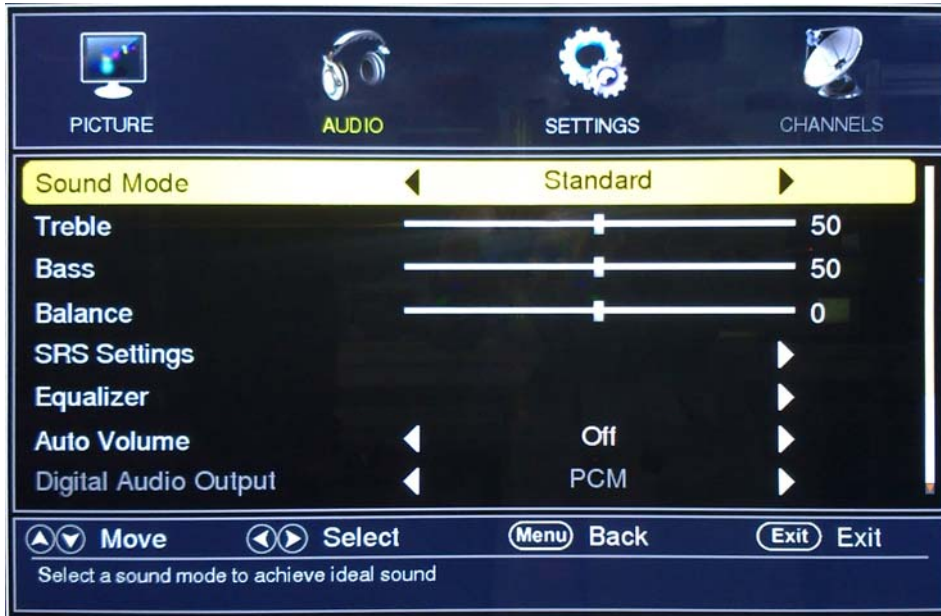 PICTURE AUDIO SETTINGS CHANNELS
Sound Mode Standard
Treble 50
Bass 50
Balance 0
SRS Settings
Equalizer
Auto Volume Off
Digital Audio Output PCM
Move Select Menu Back Exit Exit
Select a sound mode to achieve ideal sound